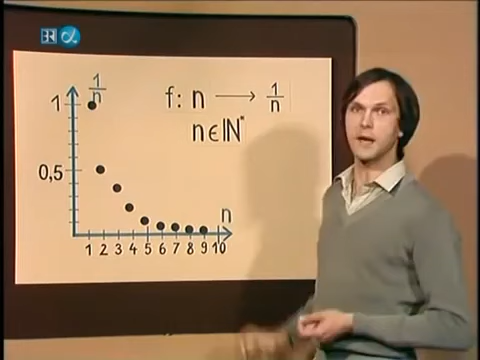 BR α
1/n
1
0,5
f: n → 1/n
n ∈ ℕ*
n
1 2 3 4 5 6 7 8 9 10